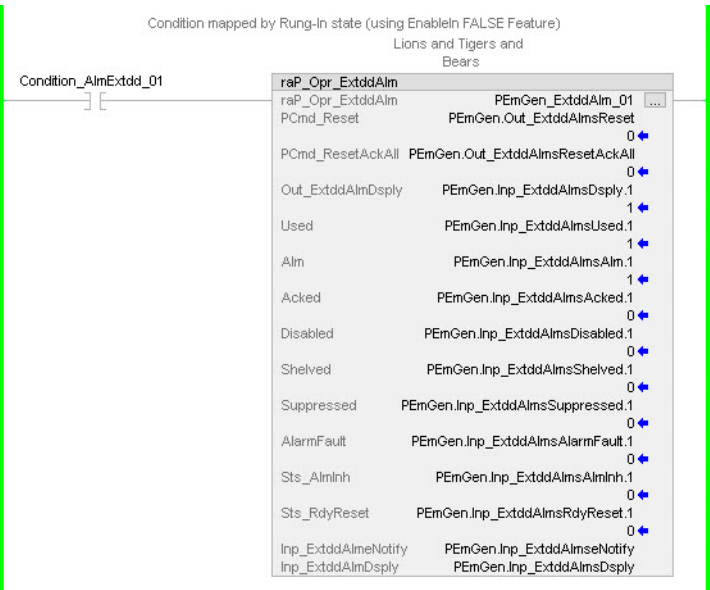 Condition mapped by Rung-In state (using EnableIn FALSE Feature)
Lions and Tigers and
Bears
Condition_AlmExtdd_01
raP_Opr_ExtddAlm
raP_Opr_ExtddAlm PEmGen_ExtddAlm_01 ...
PCmd_Reset PEmGen.Out_ExtddAlmsReset
0
PCmd_ResetAckAll PEmGen.Out_ExtddAlmsResetAckAll
0
Out_ExtddAlmDsply PEmGen.Inp_ExtddAlmsDsply.1
1
Used PEmGen.Inp_ExtddAlmsUsed.1
1
Alm PEmGen.Inp_ExtddAlmsAlm.1
1
Acked PEmGen.Inp_ExtddAlmsAcked.1
0
Disabled PEmGen.Inp_ExtddAlmsDisabled.1
0
Shelved PEmGen.Inp_ExtddAlmsShelved.1
0
Suppressed PEmGen.Inp_ExtddAlmsSuppressed.1
0
AlarmFault PEmGen.Inp_ExtddAlmsAlarmFault.1
0
Sts_AlmInh PEmGen.Inp_ExtddAlmsAlmInh.1
0
Sts_RdyReset PEmGen.Inp_ExtddAlmsRdyReset.1
0
Inp_ExtddAlmeNotify PEmGen.Inp_ExtddAlmseNotify
Inp_ExtddAlmDsply PEmGen.Inp_ExtddAlmsDsply